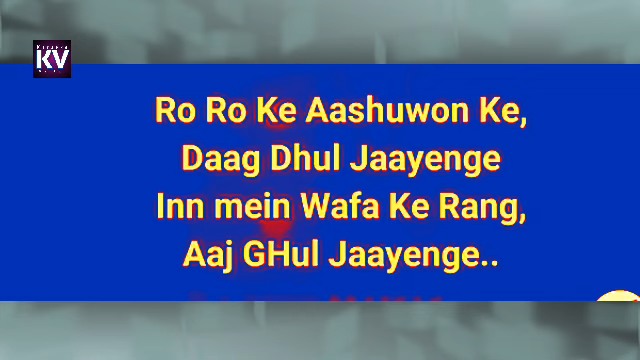 KV
Ro Ro Ke Aashuwon Ke,
Daag Dhul Jaayenge
Inn mein Wafa Ke Rang,
Aaj GHul Jaayenge..